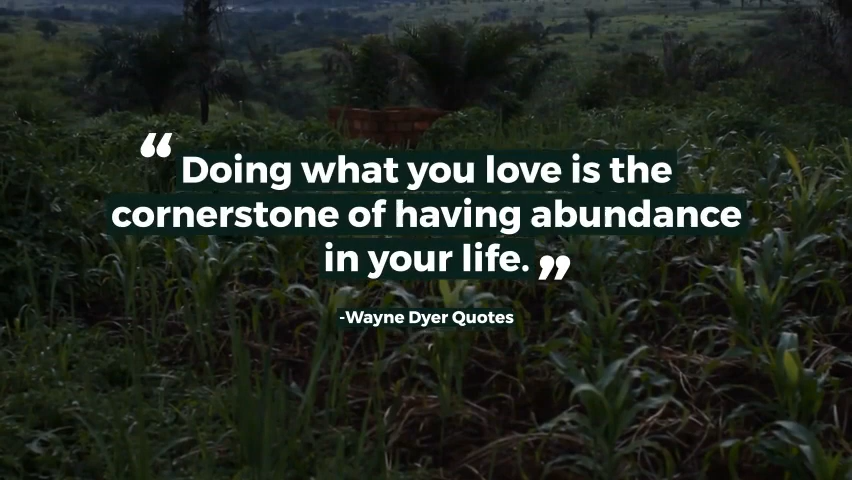 “ Doing what you love is the
cornerstone of having abundance
in your life. ”
-Wayne Dyer Quotes